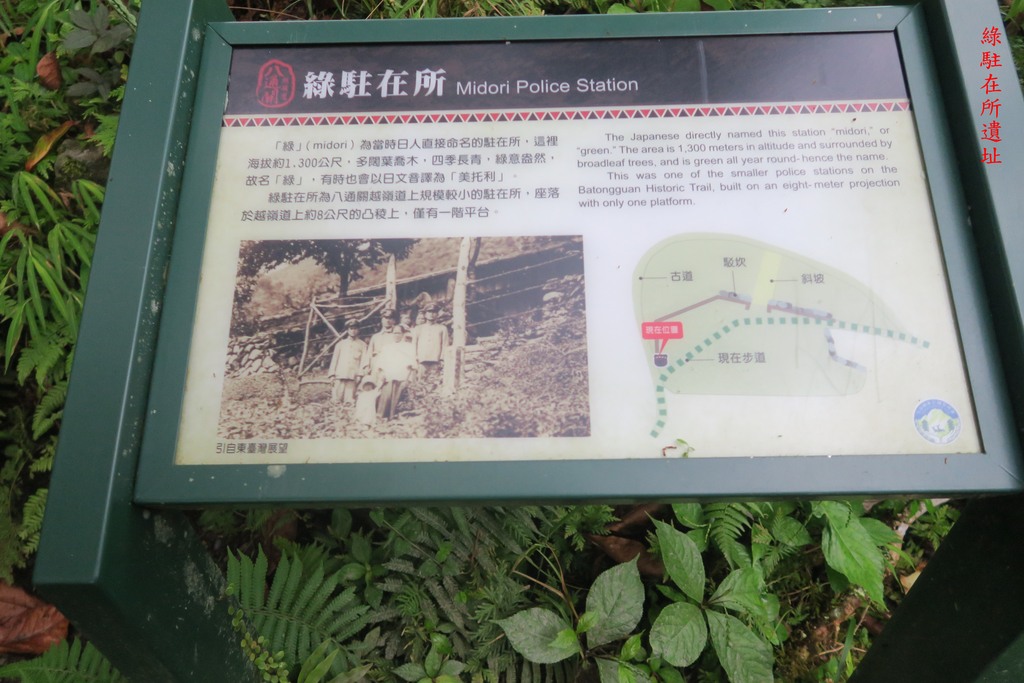 綠駐在所 Midori Police Station
綠駐在所遺址
「綠」(midori) 為當時日人直接命名的駐在所，這裡
海拔約1,300公尺，多闊葉喬木，四季長青，綠意盎然，
故名「綠」，有時也會以日文音譯為「美托利」。
綠駐在所為八通關越嶺道上規模較小的駐在所，座落
於越嶺道上約8公尺的凸稜上，僅有一階平台。
The Japanese directly named this station “midori,” or
“green.” The area is 1,300 meters in altitude and surrounded by
broadleaf trees, and is green all year round-hence the name.
This was one of the smaller police stations on the
Batongguan Historic Trail, built on an eight-meter projection
with only one platform.
引自東臺灣展望
古道
駁坎
斜坡
現在位置
現在步道